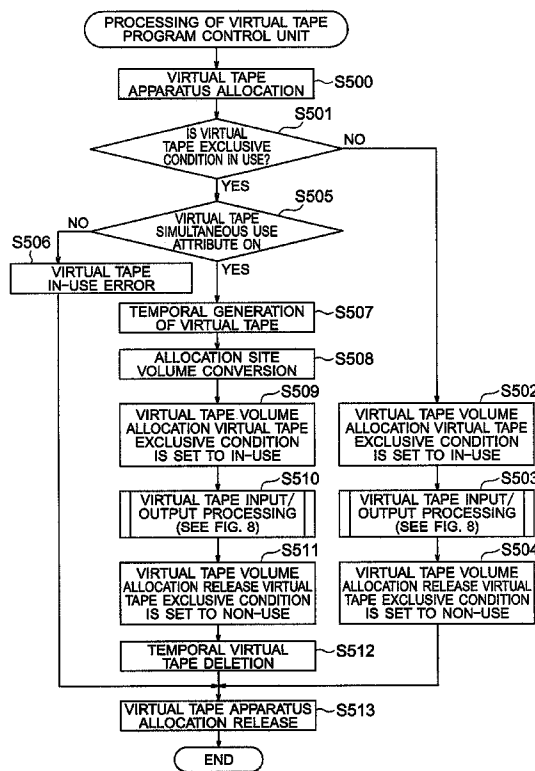 PROCESSING OF VIRTUAL TAPE
PROGRAM CONTROL UNIT
VIRTUAL TAPE
APPARATUS ALLOCATION
S500
S501
IS VIRTUAL
TAPE EXCLUSIVE
CONDITION IN USE?
NO
YES
S505
NO
VIRTUAL TAPE
SIMULTANEOUS USE
ATTRIBUTE ON
S506
YES
VIRTUAL TAPE
IN-USE ERROR
TEMPORAL GENERATION
OF VIRTUAL TAPE
S507
ALLOCATION SITE
VOLUME CONVERSION
S508
S509
VIRTUAL TAPE VOLUME
ALLOCATION VIRTUAL TAPE
EXCLUSIVE CONDITION
IS SET TO IN-USE
S502
VIRTUAL TAPE VOLUME
ALLOCATION VIRTUAL TAPE
EXCLUSIVE CONDITION
IS SET TO IN-USE
S510
VIRTUAL TAPE INPUT/
OUTPUT PROCESSING
(SEE FIG. 8)
S503
VIRTUAL TAPE INPUT/
OUTPUT PROCESSING
(SEE FIG. 8)
S511
VIRTUAL TAPE VOLUME
ALLOCATION RELEASE VIRTUAL
TAPE EXCLUSIVE CONDITION
IS SET TO NON-USE
S504
VIRTUAL TAPE VOLUME
ALLOCATION RELEASE VIRTUAL
TAPE EXCLUSIVE CONDITION
IS SET TO NON-USE
TEMPORAL VIRTUAL
TAPE DELETION
S512
VIRTUAL TAPE APPARATUS
ALLOCATION RELEASE
S513
END